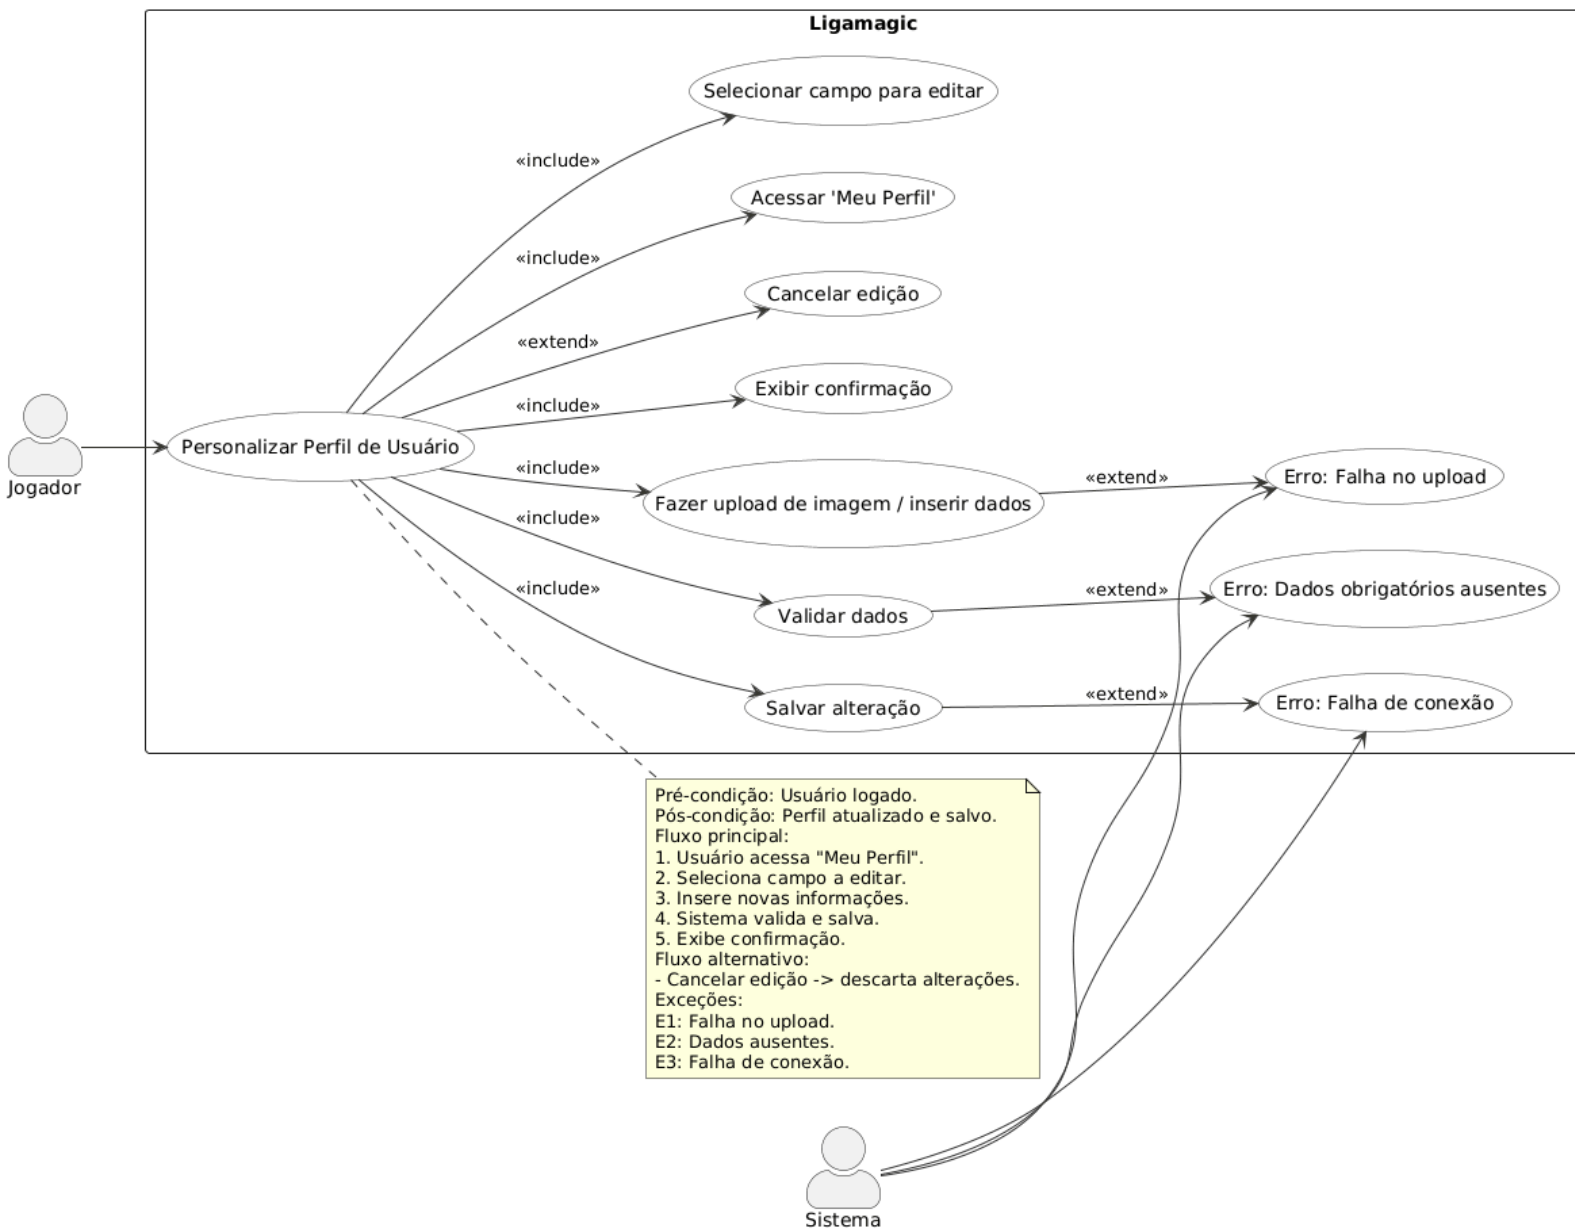 Ligamagic
Selecionar campo para editar
«include»
Acessar 'Meu Perfil'
«include»
Cancelar edição
«extend»
Exibir confirmação
«include»
Jogador
Personalizar Perfil de Usuário
«include»
Fazer upload de imagem / inserir dados
«extend»
Erro: Falha no upload
«include»
Validar dados
«extend»
Erro: Dados obrigatórios ausentes
«include»
Salvar alteração
«extend»
Erro: Falha de conexão
Pré-condição: Usuário logado.
Pós-condição: Perfil atualizado e salvo.
Fluxo principal:
1. Usuário acessa "Meu Perfil".
2. Seleciona campo a editar.
3. Insere novas informações.
4. Sistema valida e salva.
5. Exibe confirmação.
Fluxo alternativo:
- Cancelar edição -> descarta alterações.
Exceções:
E1: Falha no upload.
E2: Dados ausentes.
E3: Falha de conexão.
Sistema